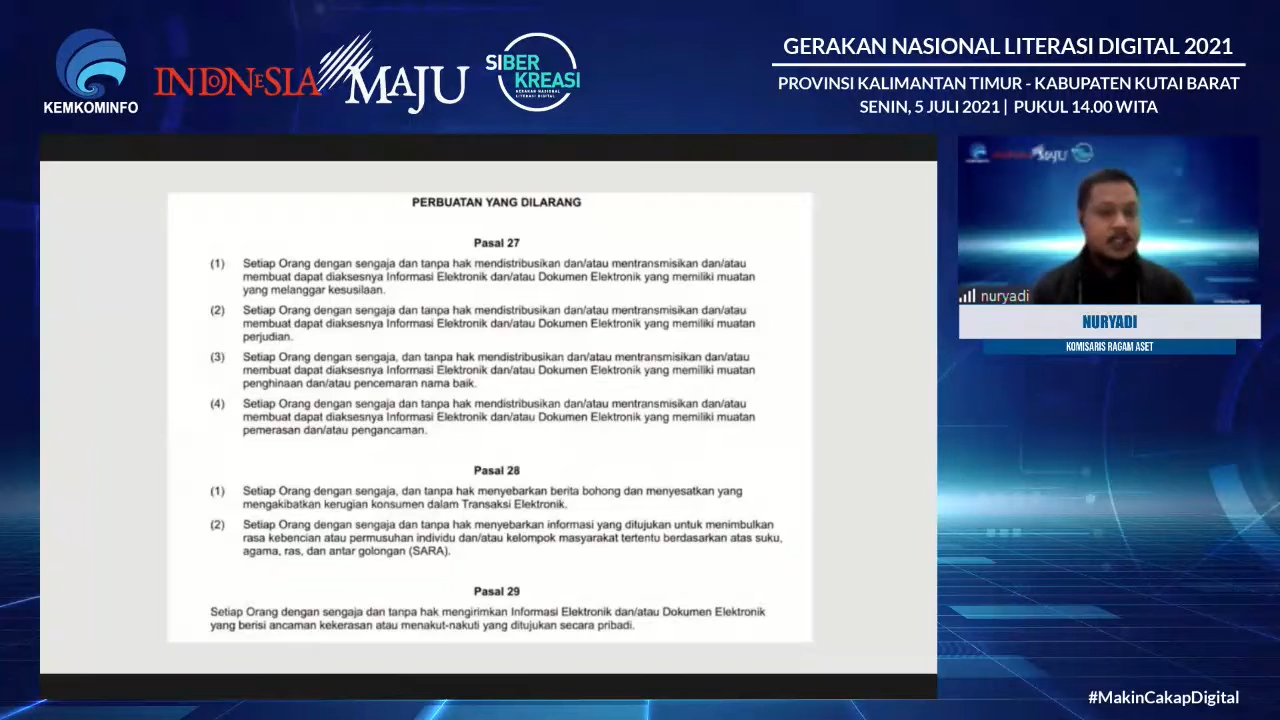 KEMKOMINFO
INDONESIA MAJU
SIBER
KREASI
GERAKAN NASIONAL
LITERASI DIGITAL
GERAKAN NASIONAL LITERASI DIGITAL 2021
PROVINSI KALIMANTAN TIMUR - KABUPATEN KUTAI BARAT
SENIN, 5 JULI 2021 | PUKUL 14.00 WITA
PERBUATAN YANG DILARANG
Pasal 27
(1) Setiap Orang dengan sengaja dan tanpa hak mendistribusikan dan/atau mentransmisikan dan/atau
membuat dapat diaksesnya Informasi Elektronik dan/atau Dokumen Elektronik yang memiliki muatan
yang melanggar kesusilaan.
(2) Setiap Orang dengan sengaja dan tanpa hak mendistribusikan dan/atau mentransmisikan dan/atau
membuat dapat diaksesnya Informasi Elektronik dan/atau Dokumen Elektronik yang memiliki muatan
perjudian.
(3) Setiap Orang dengan sengaja, dan tanpa hak mendistribusikan dan/atau mentransmisikan dan/atau
membuat dapat diaksesnya Informasi Elektronik dan/atau Dokumen Elektronik yang memiliki muatan
penghinaan dan/atau pencemaran nama baik.
(4) Setiap Orang dengan sengaja dan tanpa hak mendistribusikan dan/atau mentransmisikan dan/atau
membuat dapat diaksesnya Informasi Elektronik dan/atau Dokumen Elektronik yang memiliki muatan
pemerasan dan/atau pengancaman.
Pasal 28
(1) Setiap Orang dengan sengaja, dan tanpa hak menyebarkan berita bohong dan menyesatkan yang
mengakibatkan kerugian konsumen dalam Transaksi Elektronik.
(2) Setiap Orang dengan sengaja dan tanpa hak menyebarkan informasi yang ditujukan untuk menimbulkan
rasa kebencian atau permusuhan individu dan/atau kelompok masyarakat tertentu berdasarkan atas suku,
agama, ras, dan antar golongan (SARA).
Pasal 29
Setiap Orang dengan sengaja dan tanpa hak mengirimkan Informasi Elektronik dan/atau Dokumen Elektronik
yang berisi ancaman kekerasan atau menakut-nakuti yang ditujukan secara pribadi.
nuryadi
NURYADI
KOMISARIS RAGAM ASET
#MakinCakapDigital